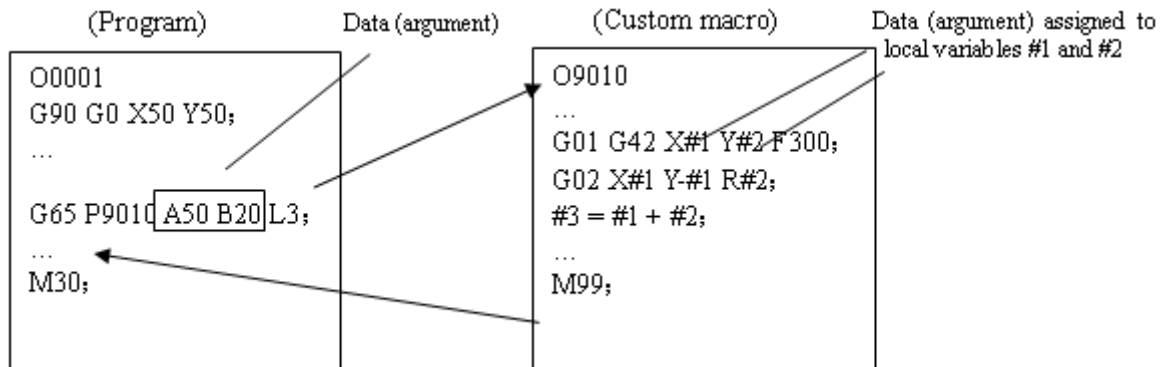 (Program)
Data (argument)
O0001
G90 G0 X50 Y50;
...
G65 P9010 A50 B20 L3;
...
M30;
(Custom macro)
Data (argument) assigned to
local variables #1 and #2
O9010
...
G01 G42 X#1 Y#2 F300;
G02 X#1 Y-#1 R#2;
#3 = #1 + #2;
...
M99;